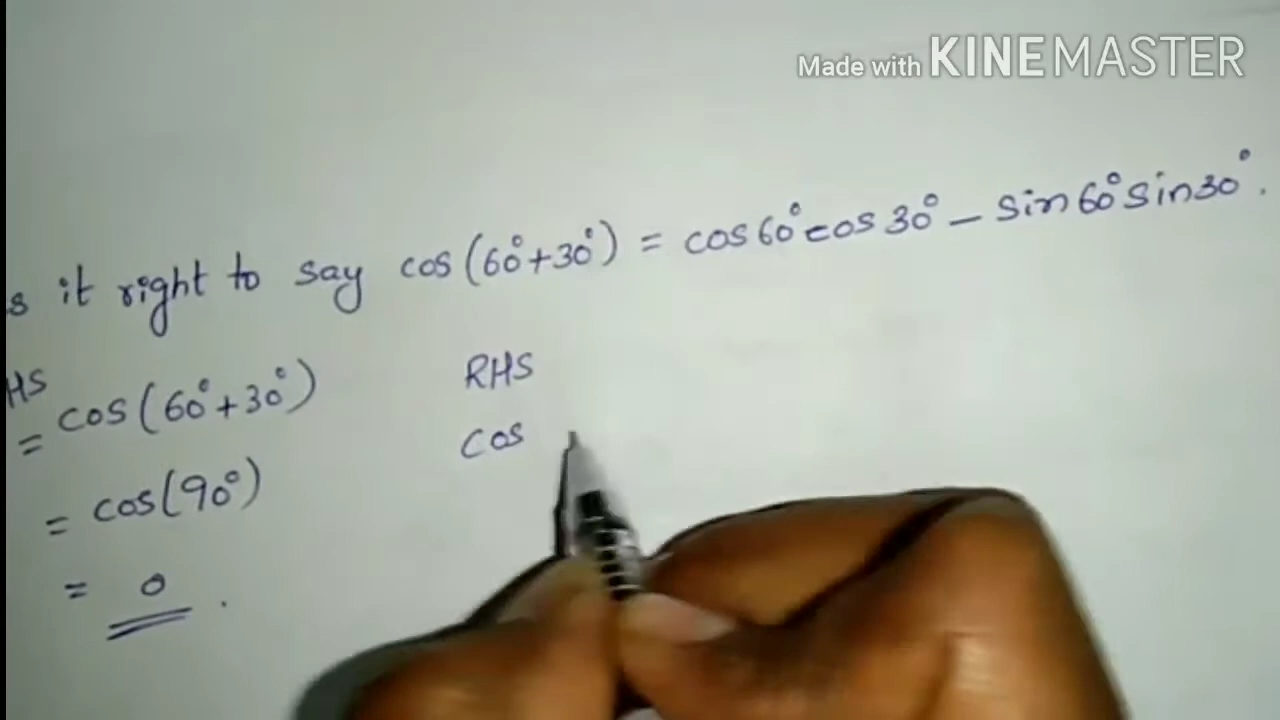 Made with KINEMASTER
s it right to say cos(60°+30°) = cos60°cos30° – sin60°sin30°.
HS
= cos(60°+30°)
= cos(90°)
= 0.
RHS
cos